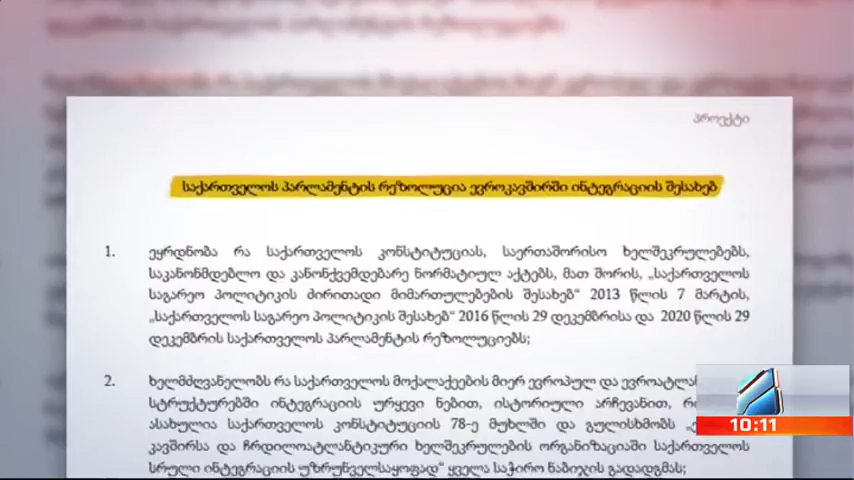 პროექტი
საქართველოს პარლამენტის რეზოლუცია ევროკავშირში ინტეგრაციის შესახებ
1. ეყრდნობა რა საქართველოს კონსტიტუციას, საერთაშორისო ხელშეკრულებებს,
საკანონმდებლო და კანონქვემდებარე ნორმატიულ აქტებს, მათ შორის, „საქართველოს
საგარეო პოლიტიკის ძირითადი მიმართულებების შესახებ“ 2013 წლის 7 მარტის,
„საქართველოს საგარეო პოლიტიკის შესახებ“ 2016 წლის 29 დეკემბრისა და 2020 წლის 29
დეკემბრის საქართველოს პარლამენტის რეზოლუციებს;
2. ხელმძღვანელობს რა საქართველოს მოქალაქეების მიერ ევროპულ და
სტრუქტურებში ინტეგრაციის ურყევი ნებით, ისტორიული არჩევანით,
ასახულია საქართველოს კონსტიტუციის 78-ე მუხლში და გულისხმობს
კავშირსა და ჩრდილოატლანტიკური ხელშეკრულების ორგანიზაციაში საქართველოს
სრული ინტეგრაციის უზრუნველსაყოფად“ ყველა საჭირო ნაბიჯის გადადგმას;
10:11